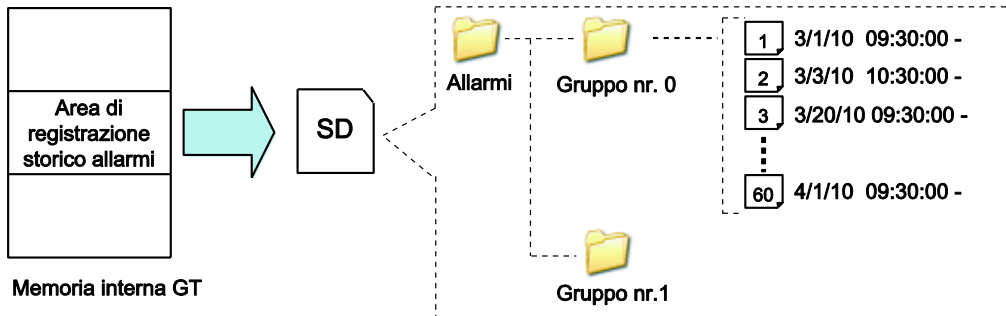 Area di
registrazione
storico allarmi
Memoria interna GT
SD
Allarmi
Gruppo nr. 0
1 3/1/10 09:30:00 -
2 3/3/10 10:30:00 -
3 3/20/10 09:30:00 -
60 4/1/10 09:30:00 -
Gruppo nr.1